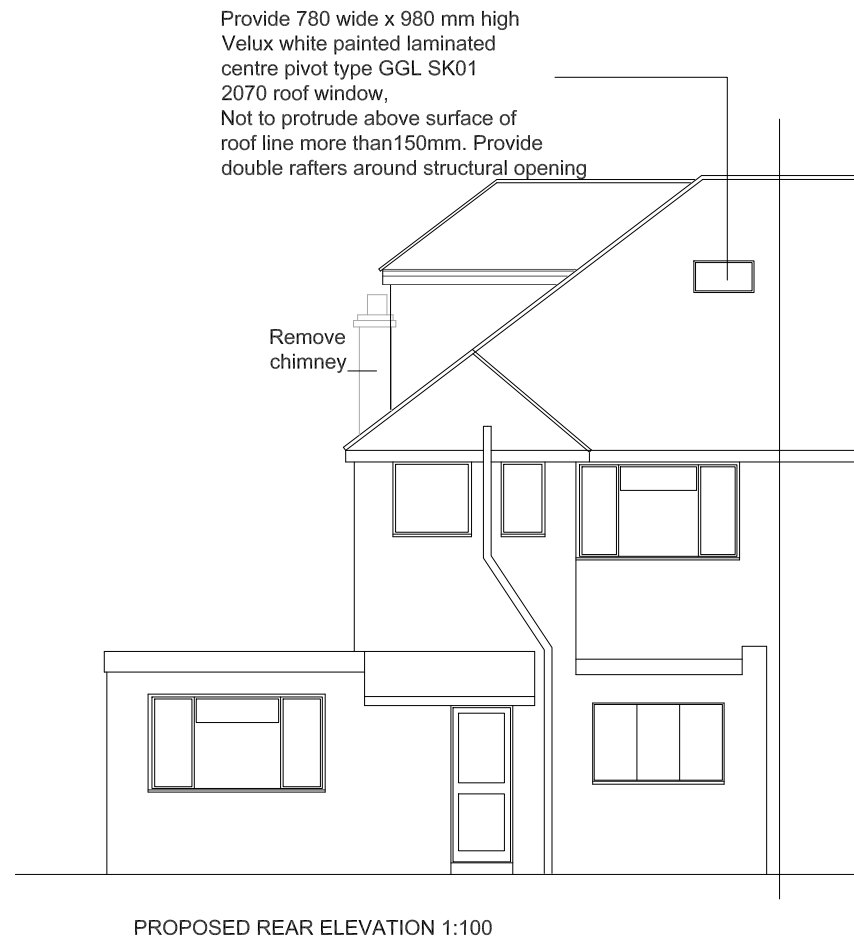 Provide 780 wide x 980 mm high
Velux white painted laminated
centre pivot type GGL SK01
2070 roof window,
Not to protrude above surface of
roof line more than150mm. Provide
double rafters around structural opening
Remove
chimney
PROPOSED REAR ELEVATION 1:100